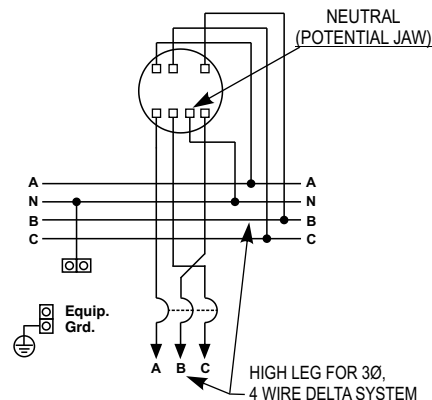 NEUTRAL
(POTENTIAL JAW)
A A
N N
B B
C C
Equip.
Grd.
A B C
HIGH LEG FOR 3Ø,
4 WIRE DELTA SYSTEM